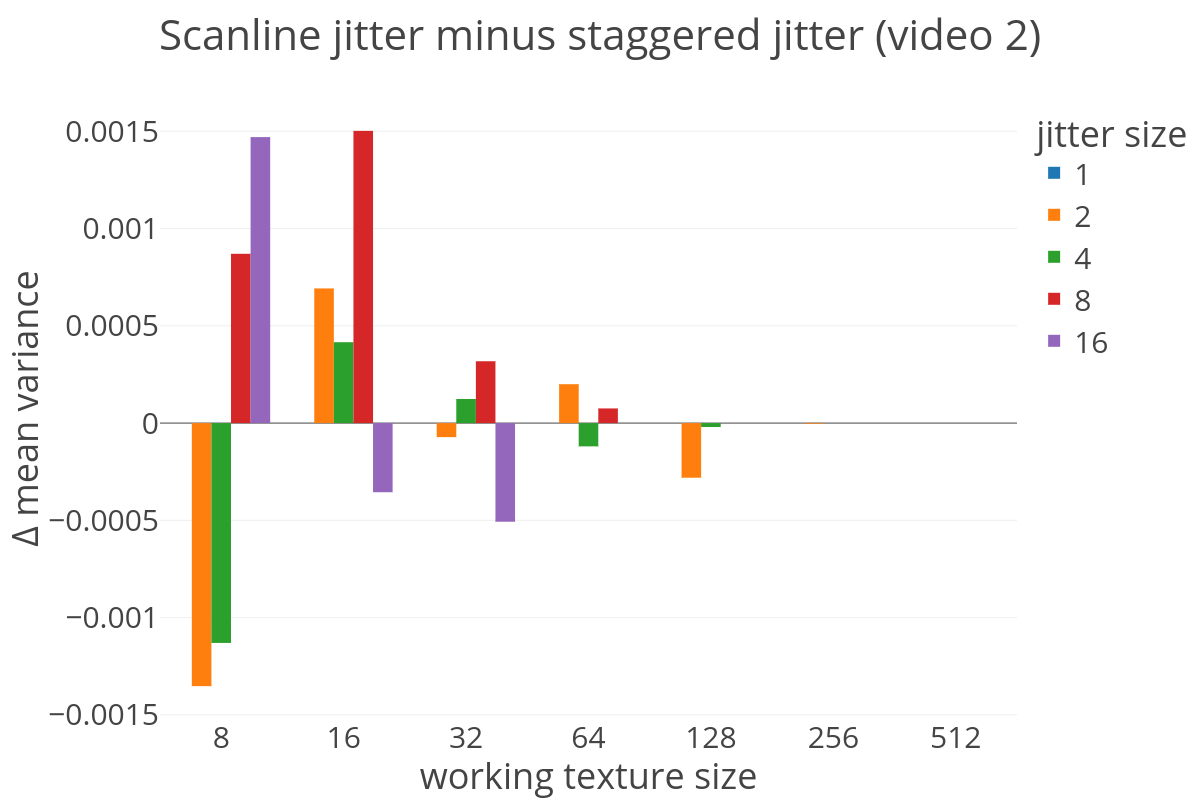 Scanline jitter minus staggered jitter (video 2)
jitter size
1
2
4
8
16
Δ mean variance
0.0015
0.001
0.0005
0
−0.0005
−0.001
−0.0015
8 16 32 64 128 256 512
working texture size